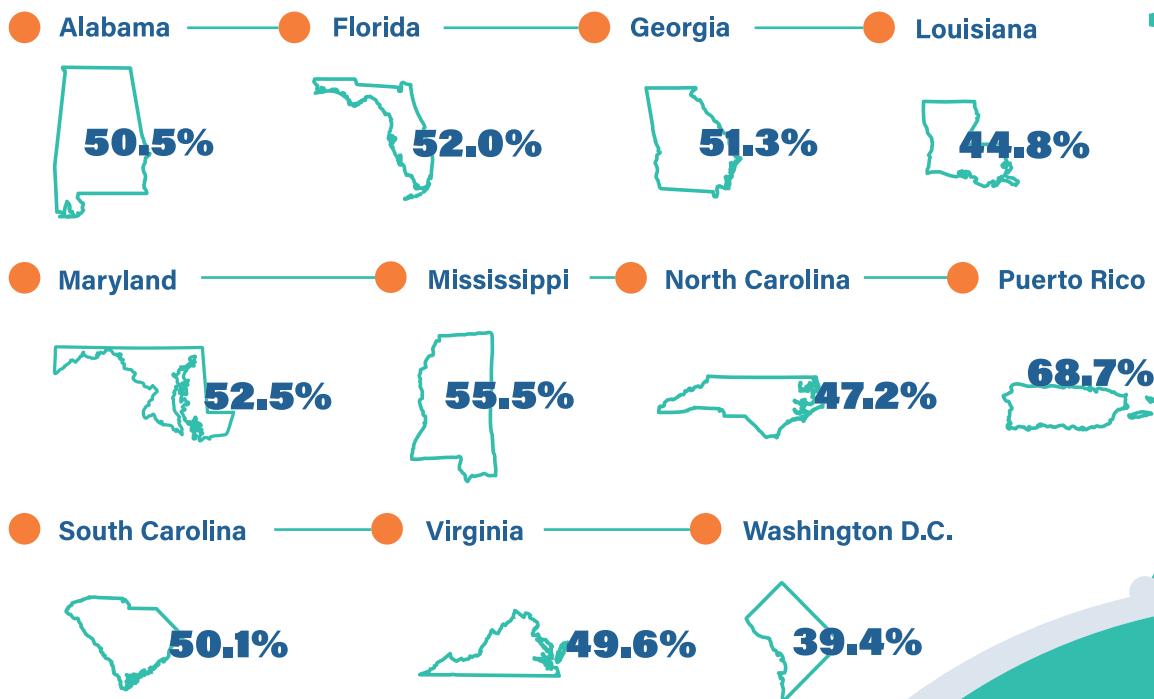 Alabama Florida Georgia Louisiana
50.5% 52.0% 51.3% 44.8%
Maryland Mississippi North Carolina Puerto Rico
52.5% 55.5% 47.2% 68.7%
South Carolina Virginia Washington D.C.
50.1% 49.6% 39.4%